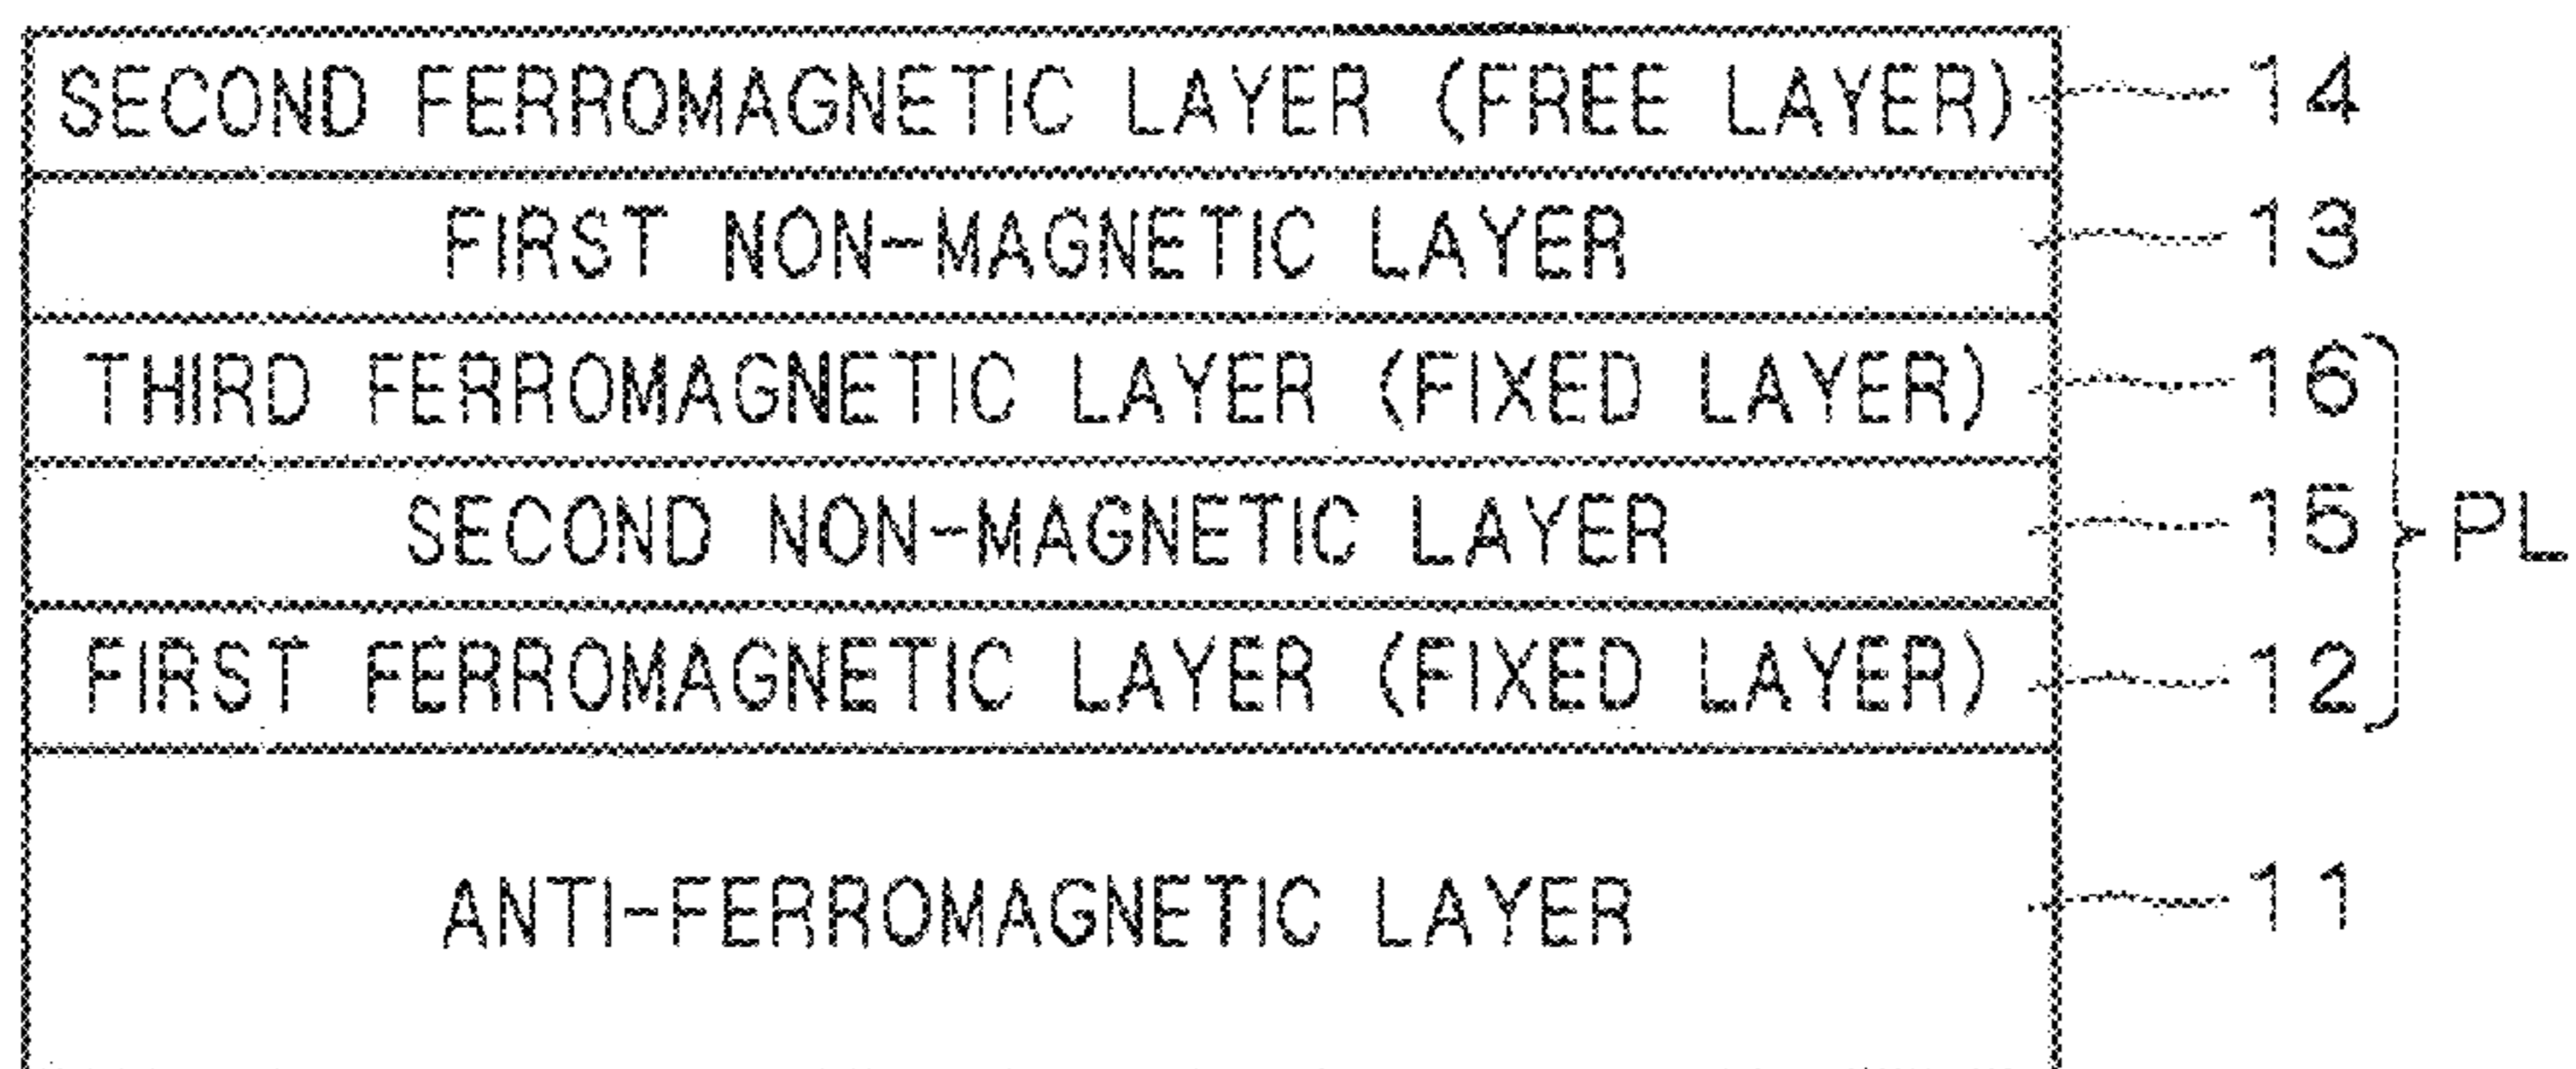 SECOND FERROMAGNETIC LAYER (FREE LAYER) 14
FIRST NON-MAGNETIC LAYER 13
THIRD FERROMAGNETIC LAYER (FIXED LAYER) 16
SECOND NON-MAGNETIC LAYER 15 PL
FIRST FERROMAGNETIC LAYER (FIXED LAYER) 12
ANTI-FERROMAGNETIC LAYER 11